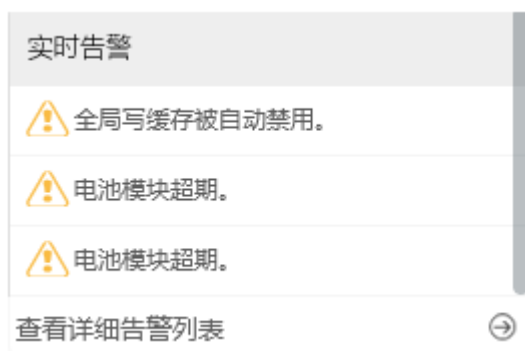 实时告警
全局写缓存被自动禁用。
电池模块超期。
电池模块超期。
查看详细告警列表